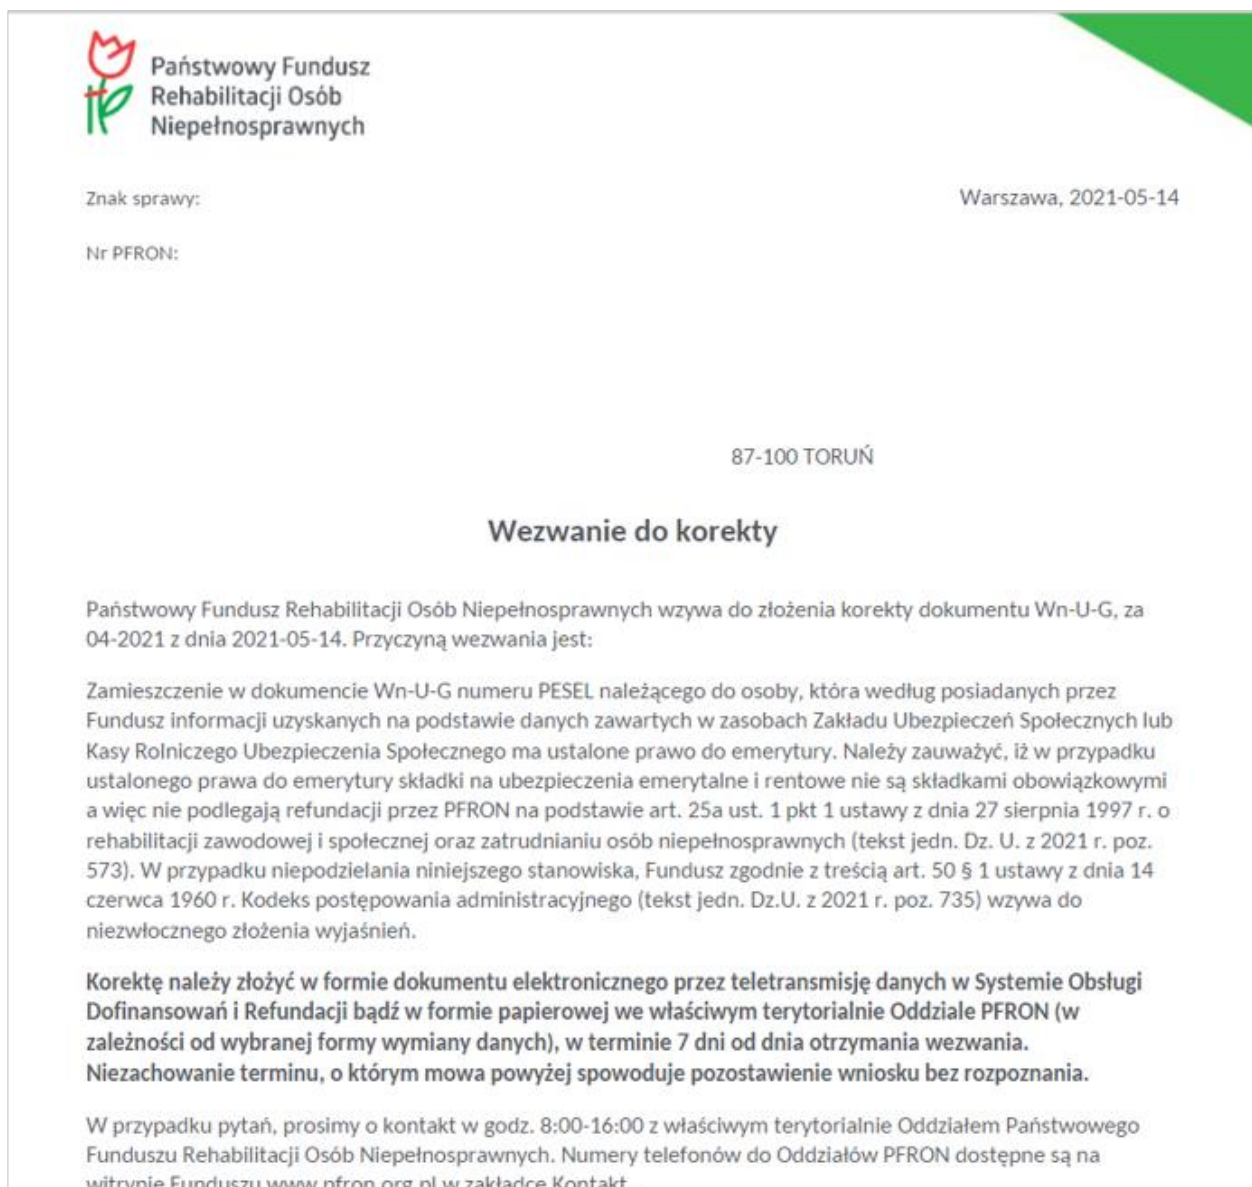 Państwowy Fundusz
Rehabilitacji Osób
Niepełnosprawnych
Znak sprawy:
Warszawa, 2021-05-14
Nr PFRON:
87-100 TORUŃ
Wezwanie do korekty
Państwowy Fundusz Rehabilitacji Osób Niepełnosprawnych wzywa do złożenia korekty dokumentu Wn-U-G, za
04-2021 z dnia 2021-05-14. Przyczyną wezwania jest:
Zamieszczenie w dokumencie Wn-U-G numeru PESEL należącego do osoby, która według posiadanych przez
Fundusz informacji uzyskanych na podstawie danych zawartych w zasobach Zakładu Ubezpieczeń Społecznych lub
Kasy Rolniczego Ubezpieczenia Społecznego ma ustalone prawo do emerytury. Należy zauważyć, iż w przypadku
ustalonego prawa do emerytury składki na ubezpieczenia emerytalne i rentowe nie są składkami obowiązkowymi
a więc nie podlegają refundacji przez PFRON na podstawie art. 25a ust. 1 pkt 1 ustawy z dnia 27 sierpnia 1997 r. o
rehabilitacji zawodowej i społecznej oraz zatrudnianiu osób niepełnosprawnych (tekst jedn. Dz. U. z 2021 r. poz.
573). W przypadku niepodzielania niniejszego stanowiska, Fundusz zgodnie z treścią art. 50 § 1 ustawy z dnia 14
czerwca 1960 r. Kodeks postępowania administracyjnego (tekst jedn. Dz.U. z 2021 r. poz. 735) wzywa do
niezwłocznego złożenia wyjaśnień.
Korektę należy złożyć w formie dokumentu elektronicznego przez teletransmisję danych w Systemie Obsługi
Dofinansowań i Refundacji bądź w formie papierowej we właściwym terytorialnie Oddziale PFRON (w
zależności od wybranej formy wymiany danych), w terminie 7 dni od dnia otrzymania wezwania.
Niezachowanie terminu, o którym mowa powyżej spowoduje pozostawienie wniosku bez rozpoznania.
W przypadku pytań, prosimy o kontakt w godz. 8:00-16:00 z właściwym terytorialnie Oddziałem Państwowego
Funduszu Rehabilitacji Osób Niepełnosprawnych. Numery telefonów do Oddziałów PFRON dostępne są na
witrynie Funduszu www.pfron.org.pl w zakładce Kontakt